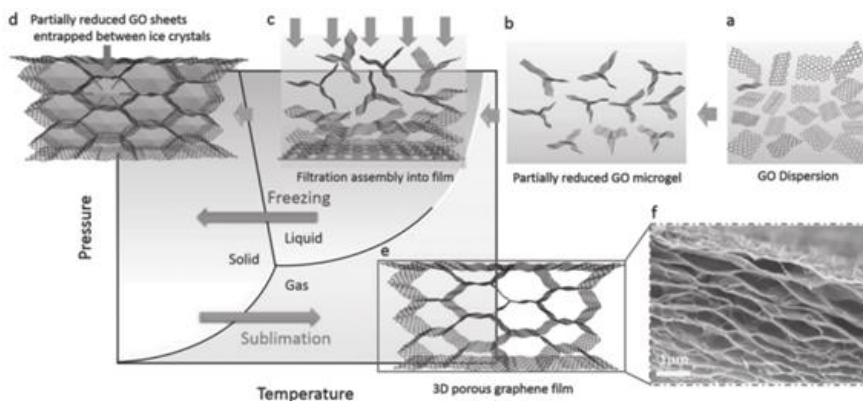 d
Partially reduced GO sheets
entrapped between ice crystals
c
b
a
Filtration assembly into film
Partially reduced GO microgel
GO Dispersion
Pressure
Freezing
Liquid
Solid
Gas
Sublimation
e
f
1μm
3D porous graphene film
Temperature